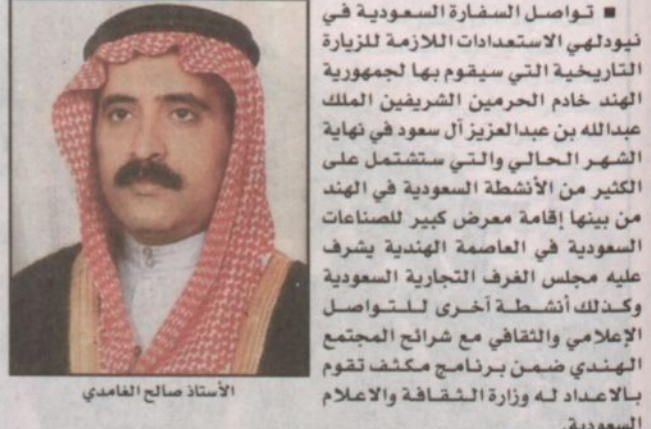 ■ تواصل السفارة السعودية في
نيودلهي الاستعدادات اللازمة للزيارة
التاريخية التي سيقوم بها لجمهورية
الهند خادم الحرمين الشريفين الملك
عبدالله بن عبدالعزيز آل سعود في نهاية
الشهر الحالي والتي ستشتمل على
الكثير من الأنشطة السعودية في الهند
من بينها إقامة معرض كبير للصناعات
السعودية في العاصمة الهندية يشرف
عليه مجلس الغرف التجارية السعودية
وكذلك أنشطة أخرى للتواصل
الإعلامي والثقافي مع شرائح المجتمع
الهندي ضمن برنامج مكثف تقوم
بالاعداد له وزارة الثقافة والاعلام
السعودية.
الأستاذ صالح الغامدي